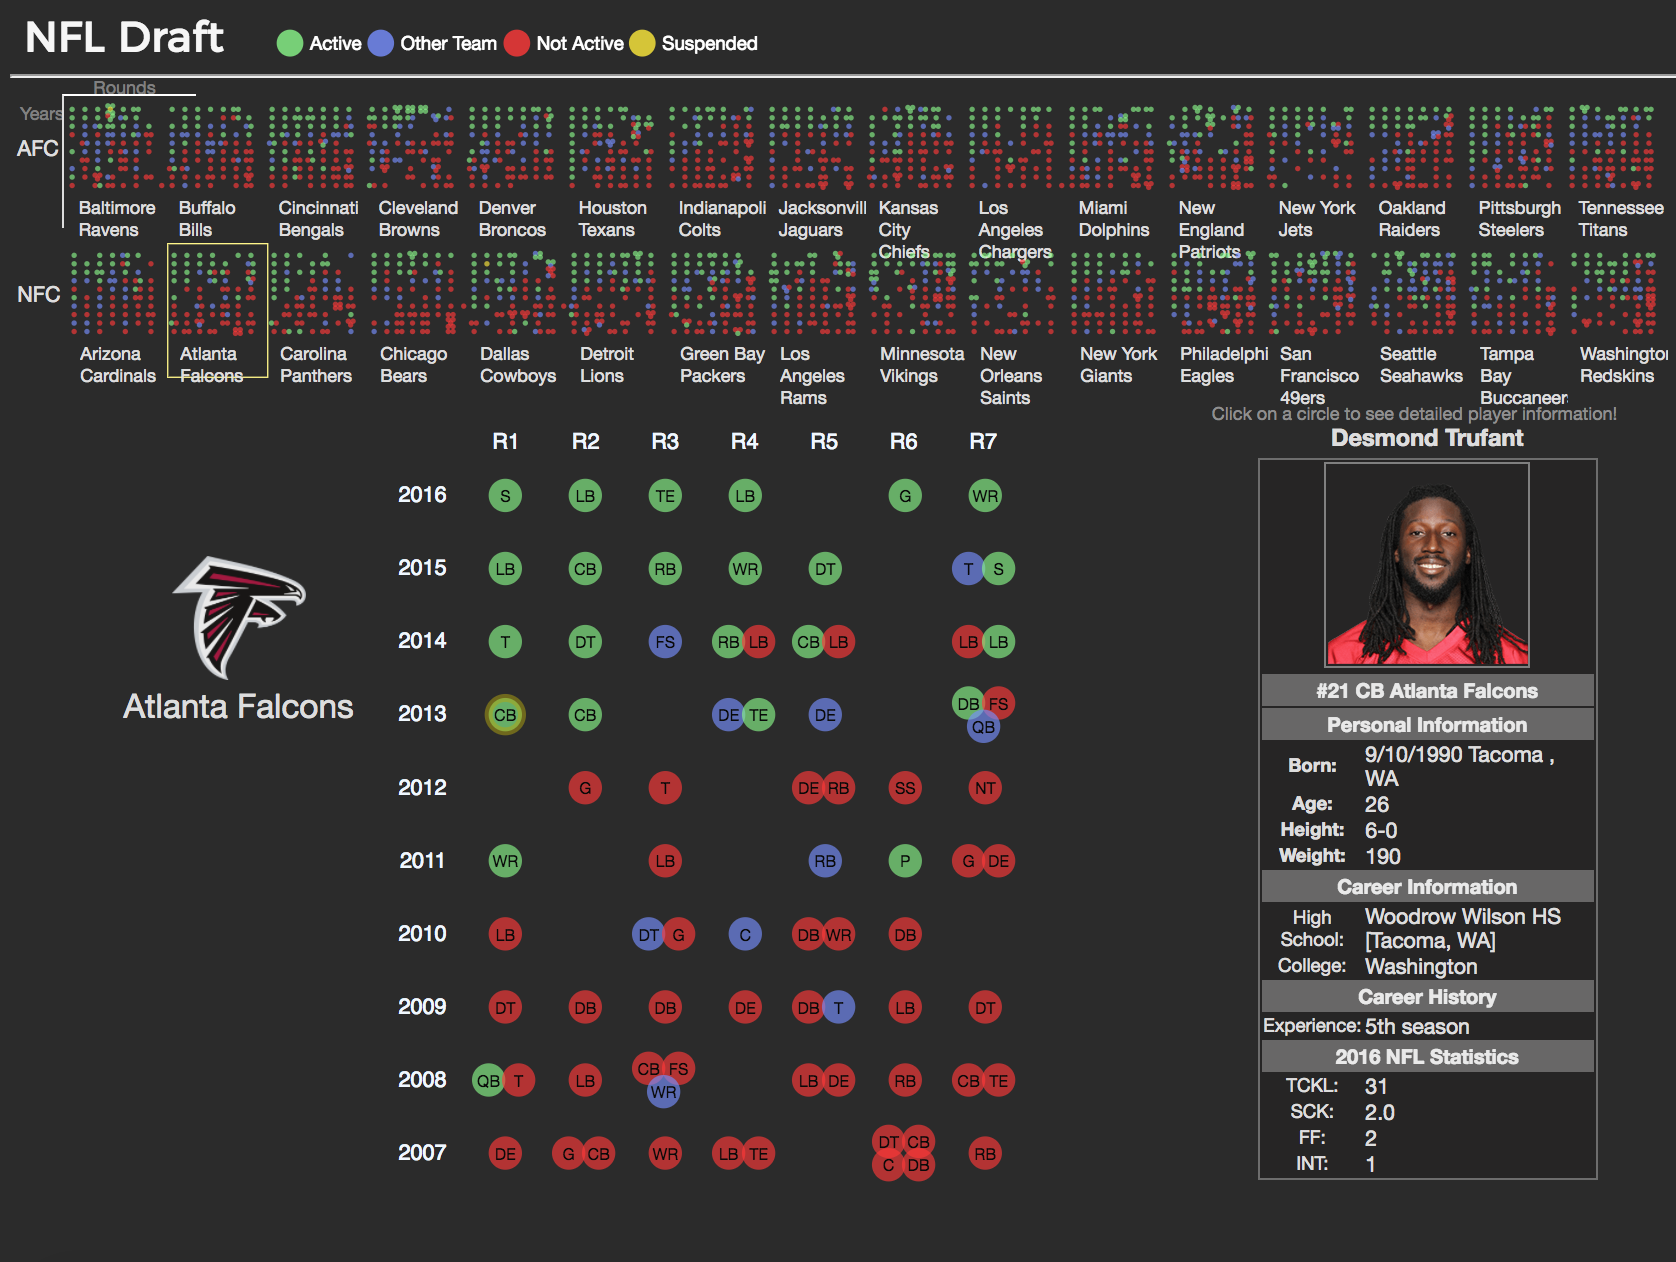 NFL Draft
Active Other Team Not Active Suspended
Rounds
Years
AFC
Baltimore Ravens
Buffalo Bills
Cincinnati Bengals
Cleveland Browns
Denver Broncos
Houston Texans
Indianapoli Colts
Jacksonvill Jaguars
Kansas City Chiefs
Los Angeles Chargers
Miami Dolphins
New England Patriots
New York Jets
Oakland Raiders
Pittsburgh Steelers
Tennessee Titans
NFC
Arizona Cardinals
Atlanta Falcons
Carolina Panthers
Chicago Bears
Dallas Cowboys
Detroit Lions
Green Bay Packers
Los Angeles Rams
Minnesota Vikings
New Orleans Saints
New York Giants
Philadelphi Eagles
San Francisco 49ers
Seattle Seahawks
Tampa Bay Buccaneer
Washingto Redskins
Atlanta Falcons
R1 R2 R3 R4 R5 R6 R7
2016 S LB TE LB G WR
2015 LB CB RB WR DT T S
2014 T DT FS RB LB CB LB LB LB
2013 CB CB DE TE DE DB FS QB
2012 G T DE RB SS NT
2011 WR LB RB P G DE
2010 LB DT G C DB WR DB
2009 DT DB DB DE DB T LB DT
2008 QB T LB CB FS WR LB DE RB CB TE
2007 DE G CB WR LB TE DT CB C DB RB
Click on a circle to see detailed player information!
Desmond Trufant
#21 CB Atlanta Falcons
Personal Information
Born: 9/10/1990 Tacoma , WA
Age: 26
Height: 6-0
Weight: 190
Career Information
High School: Woodrow Wilson HS [Tacoma, WA]
College: Washington
Career History
Experience: 5th season
2016 NFL Statistics
TCKL: 31
SCK: 2.0
FF: 2
INT: 1